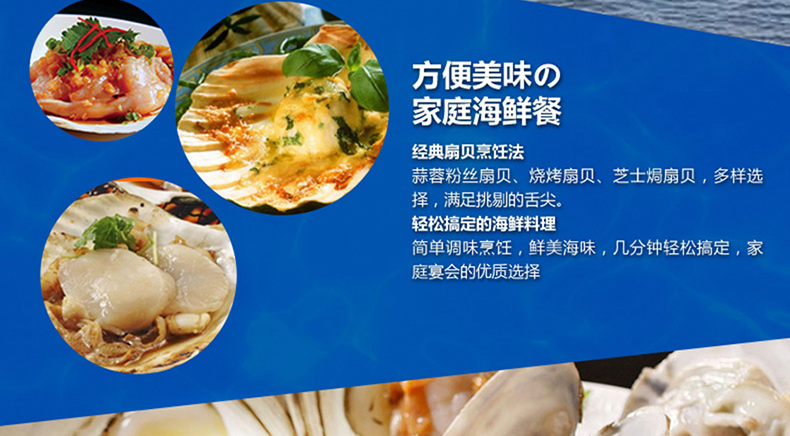 方便美味の
家庭海鲜餐
经典扇贝烹饪法
蒜蓉粉丝扇贝、烧烤扇贝、芝士焗扇贝，多样选
择，满足挑剔的舌尖。
轻松搞定的海鲜料理
简单调味烹饪，鲜美海味，几分钟轻松搞定，家
庭宴会的优质选择